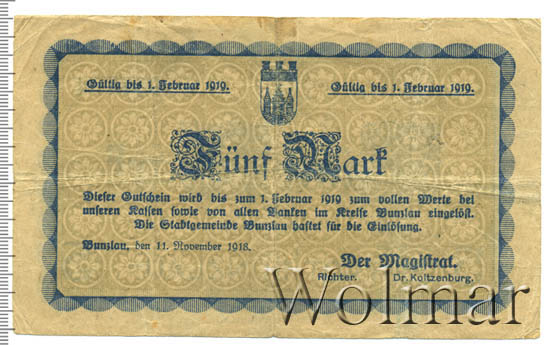 Gültig bis 1. Februar 1919. Gültig bis 1. Februar 1919.
Fünf Mark
Dieser Gutschein wird bis zum 1. Februar 1919 zum vollen Werte bei
unseren Kassen sowie von allen Banken im Kreise Bunzlau eingelöst.
Die Stadtgemeinde Bunzlau haftet für die Einlösung.
Bunzlau, den 11. November 1918.
Der Magistrat.
Richter. Dr. Koltzenburg.
Wolmar